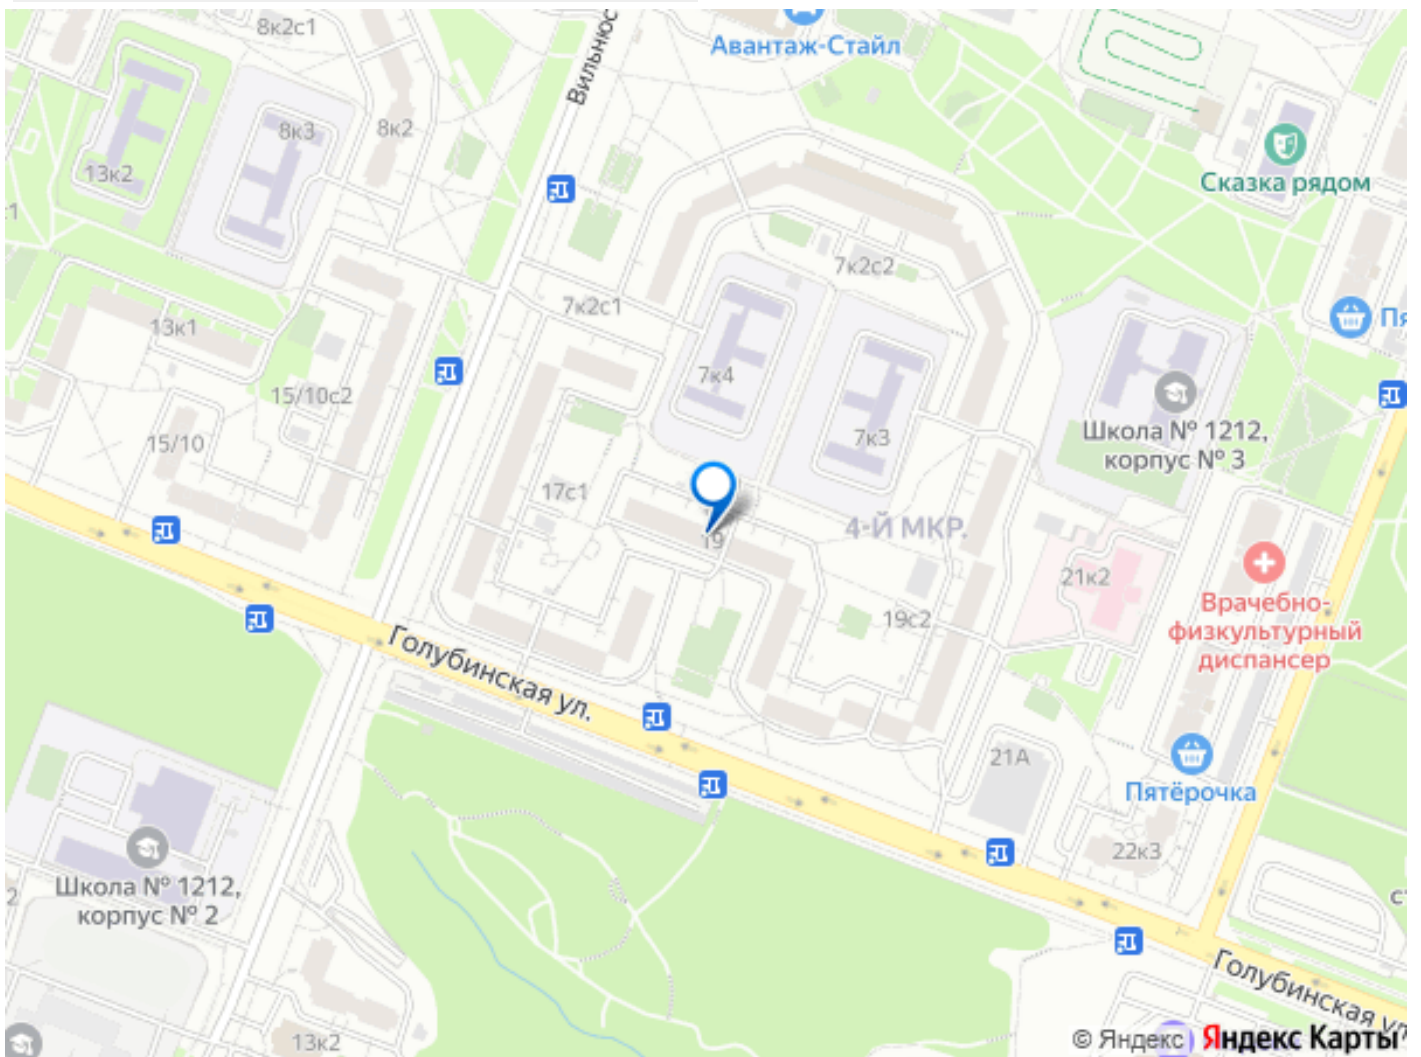 8к2с1
Авантаж-Стайл
Вильнюс
8к3
8к2
13к2
Сказка рядом
7к2с2
7к2с1
13к1
Пя
7к4
15/10с2
7к3
Школа № 1212,
корпус № 3
15/10
17с1
4-Й МКР.
19
21к2
Врачебно-
физкультурный
диспансер
19с2
Голубинская ул.
21А
Пятёрочка
22к3
Школа № 1212,
корпус № 2
Голубинская ул
13к2
© Яндекс Яндекс Карты